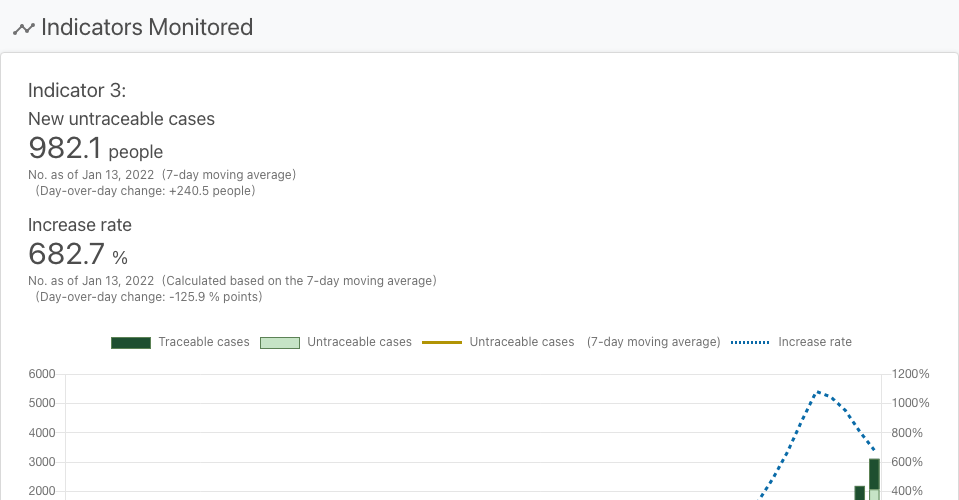 Indicators Monitored
Indicator 3:
New untraceable cases
982.1 people
No. as of Jan 13, 2022 (7-day moving average)
(Day-over-day change: +240.5 people)
Increase rate
682.7 %
No. as of Jan 13, 2022 (Calculated based on the 7-day moving average)
(Day-over-day change: -125.9 % points)
Traceable cases Untraceable cases Untraceable cases (7-day moving average) Increase rate
6000 1200%
5000 1000%
4000 800%
3000 600%
2000 400%